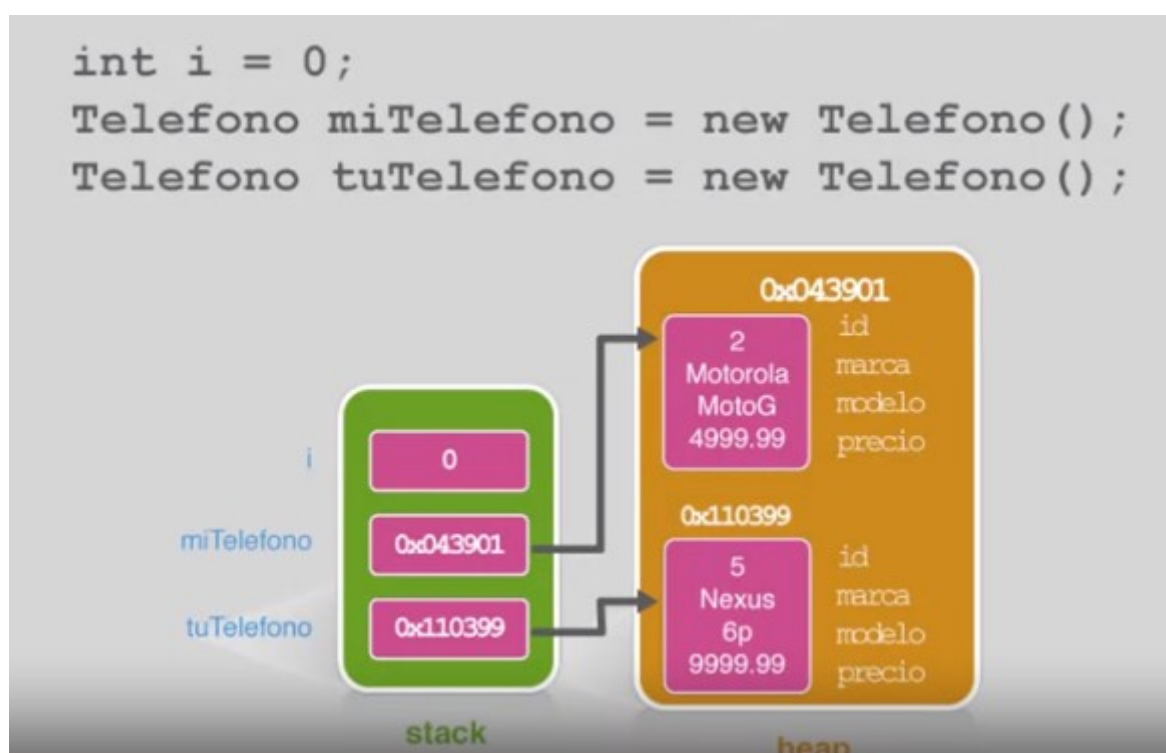 int i = 0;
Telefono miTelefono = new Telefono();
Telefono tuTelefono = new Telefono();
i
0
miTelefono
0x043901
tuTelefono
0x110399
stack
0x043901
2
Motorola
MotoG
4999.99
id
marca
modelo
precio
0x110399
5
Nexus
6p
9999.99
id
marca
modelo
precio
heap